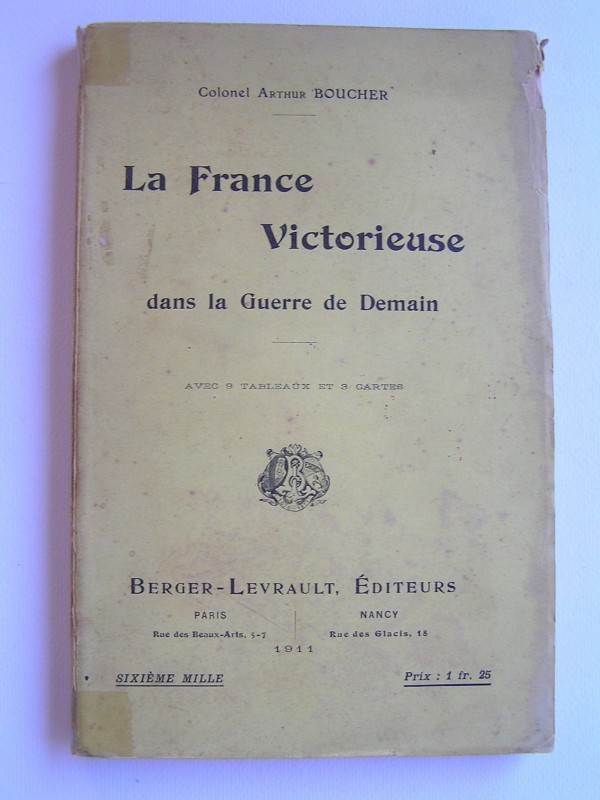 Colonel Arthur BOUCHER
La France
Victorieuse
dans la Guerre de Demain
AVEC 9 TABLEAUX ET 3 CARTES
Berger-Levrault, Éditeurs
PARIS
Rue des Beaux-Arts, 5-7
NANCY
Rue des Glacis, 18
1911
SIXIÈME MILLE
Prix : 1 fr. 25